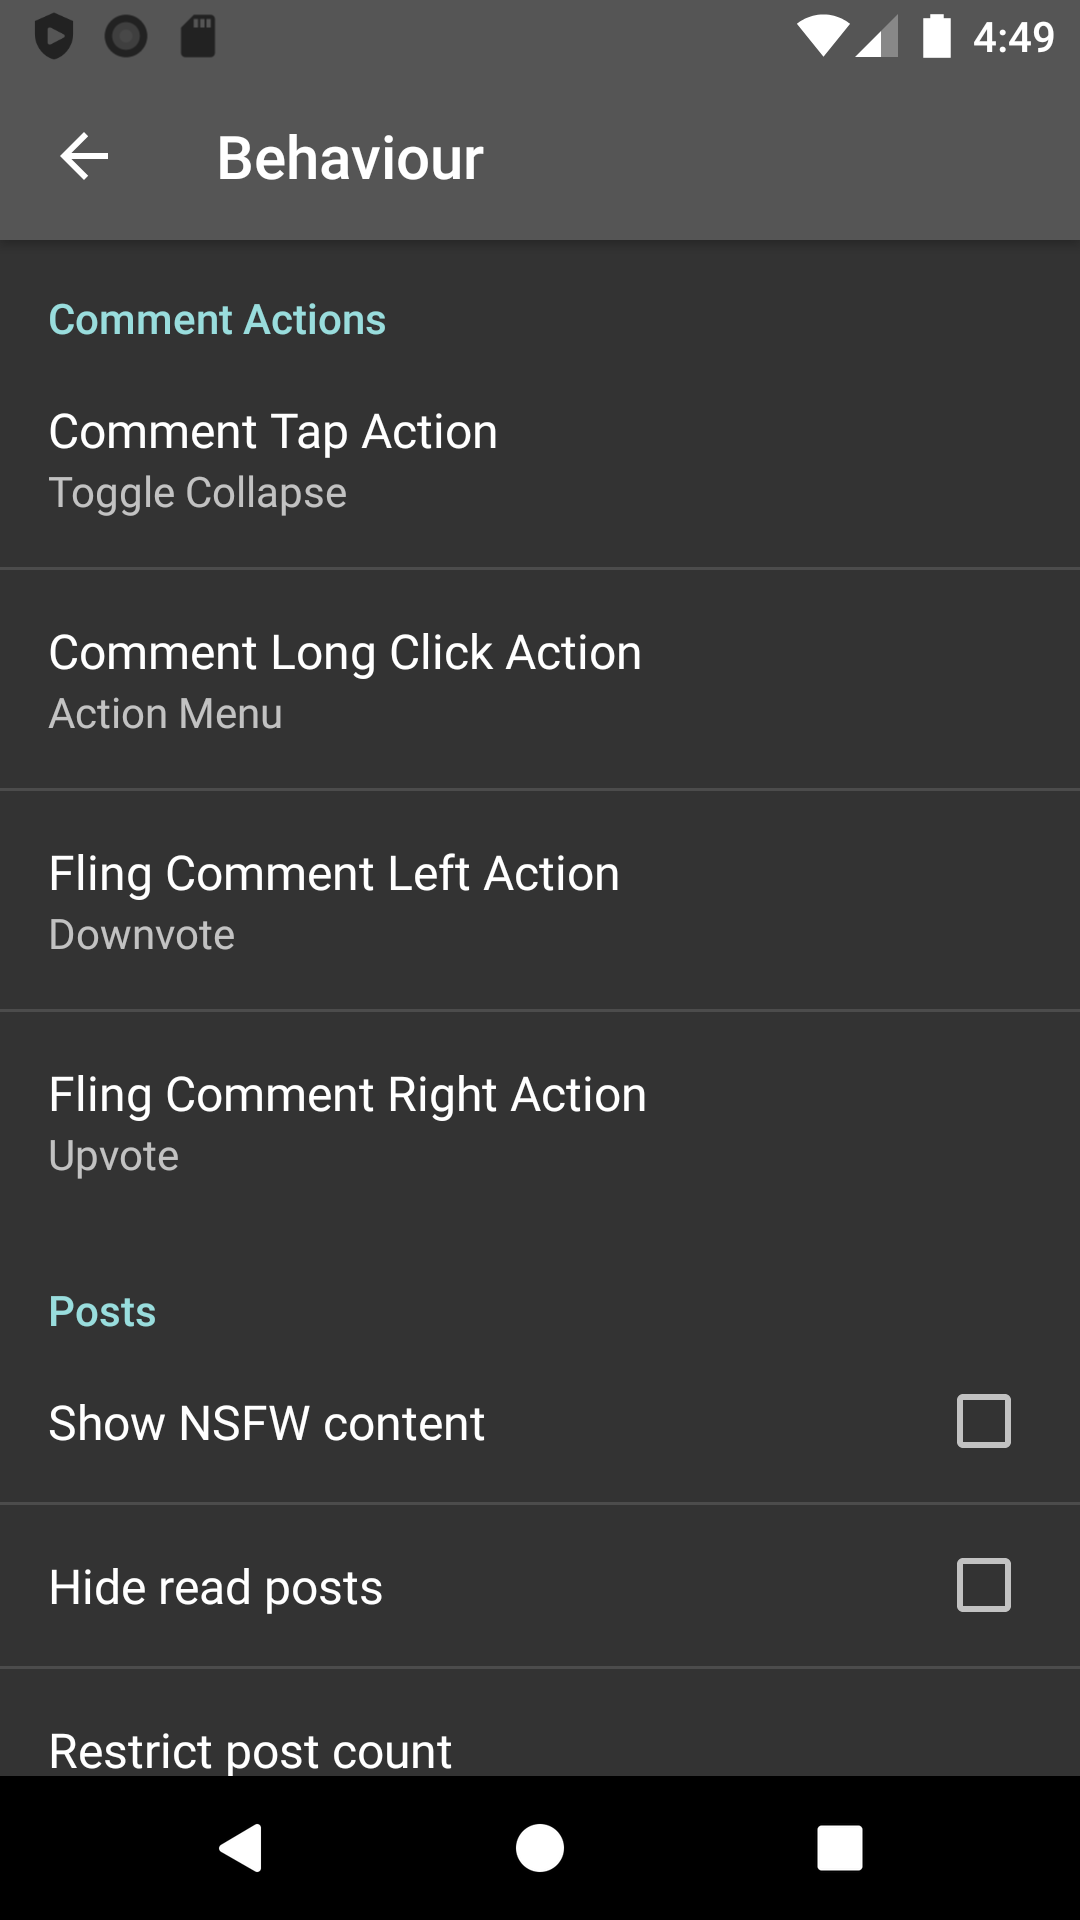 4:49
Behaviour
Comment Actions
Comment Tap Action
Toggle Collapse
Comment Long Click Action
Action Menu
Fling Comment Left Action
Downvote
Fling Comment Right Action
Upvote
Posts
Show NSFW content
Hide read posts
Restrict post count